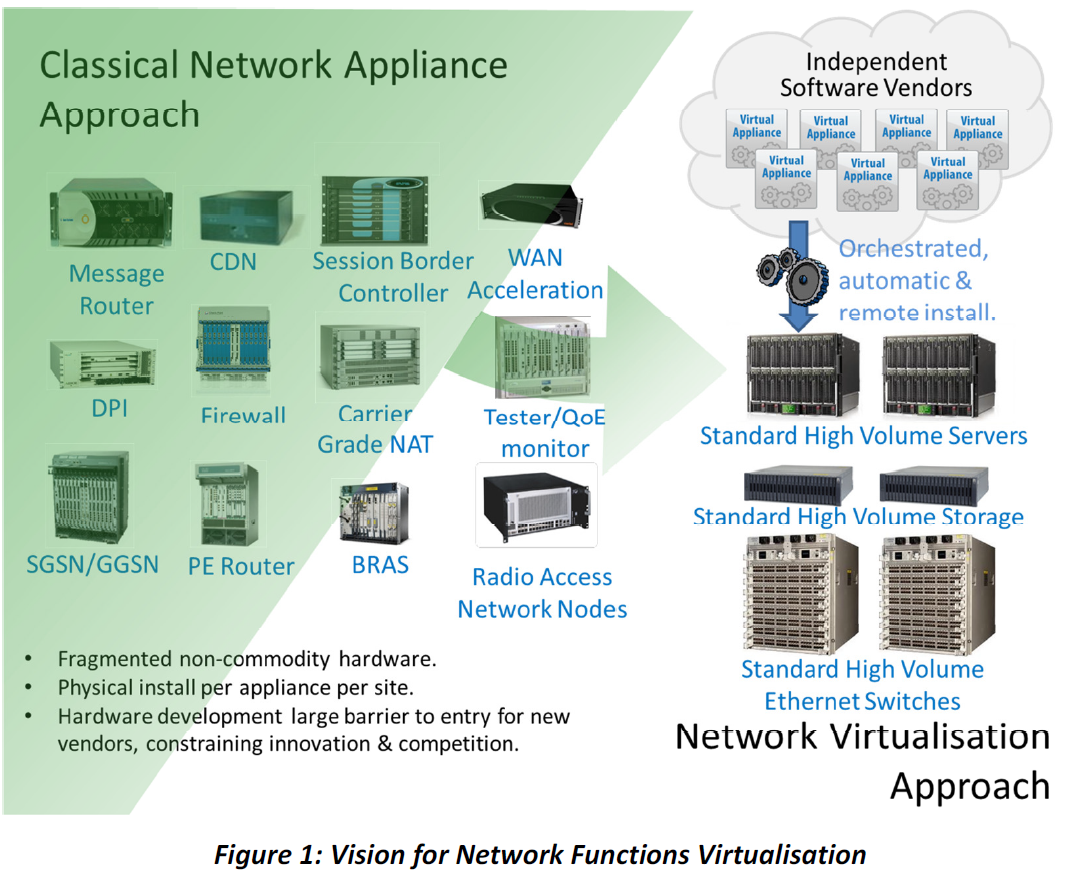 Classical Network Appliance
Approach
Message
Router
CDN
Session Border
Controller
WAN
Acceleration
DPI
Firewall
Carrier
Grade NAT
Tester/QoE
monitor
SGSN/GGSN
PE Router
BRAS
Radio Access
Network Nodes
• Fragmented non-commodity hardware.
• Physical install per appliance per site.
• Hardware development large barrier to entry for new
vendors, constraining innovation & competition.
Independent
Software Vendors
Virtual
Appliance
Virtual
Appliance
Virtual
Appliance
Virtual
Appliance
Virtual
Appliance
Virtual
Appliance
Virtual
Appliance
Orchestrated,
automatic &
remote install.
Standard High Volume Servers
Standard High Volume Storage
Standard High Volume
Ethernet Switches
Network Virtualisation
Approach
Figure 1: Vision for Network Functions Virtualisation